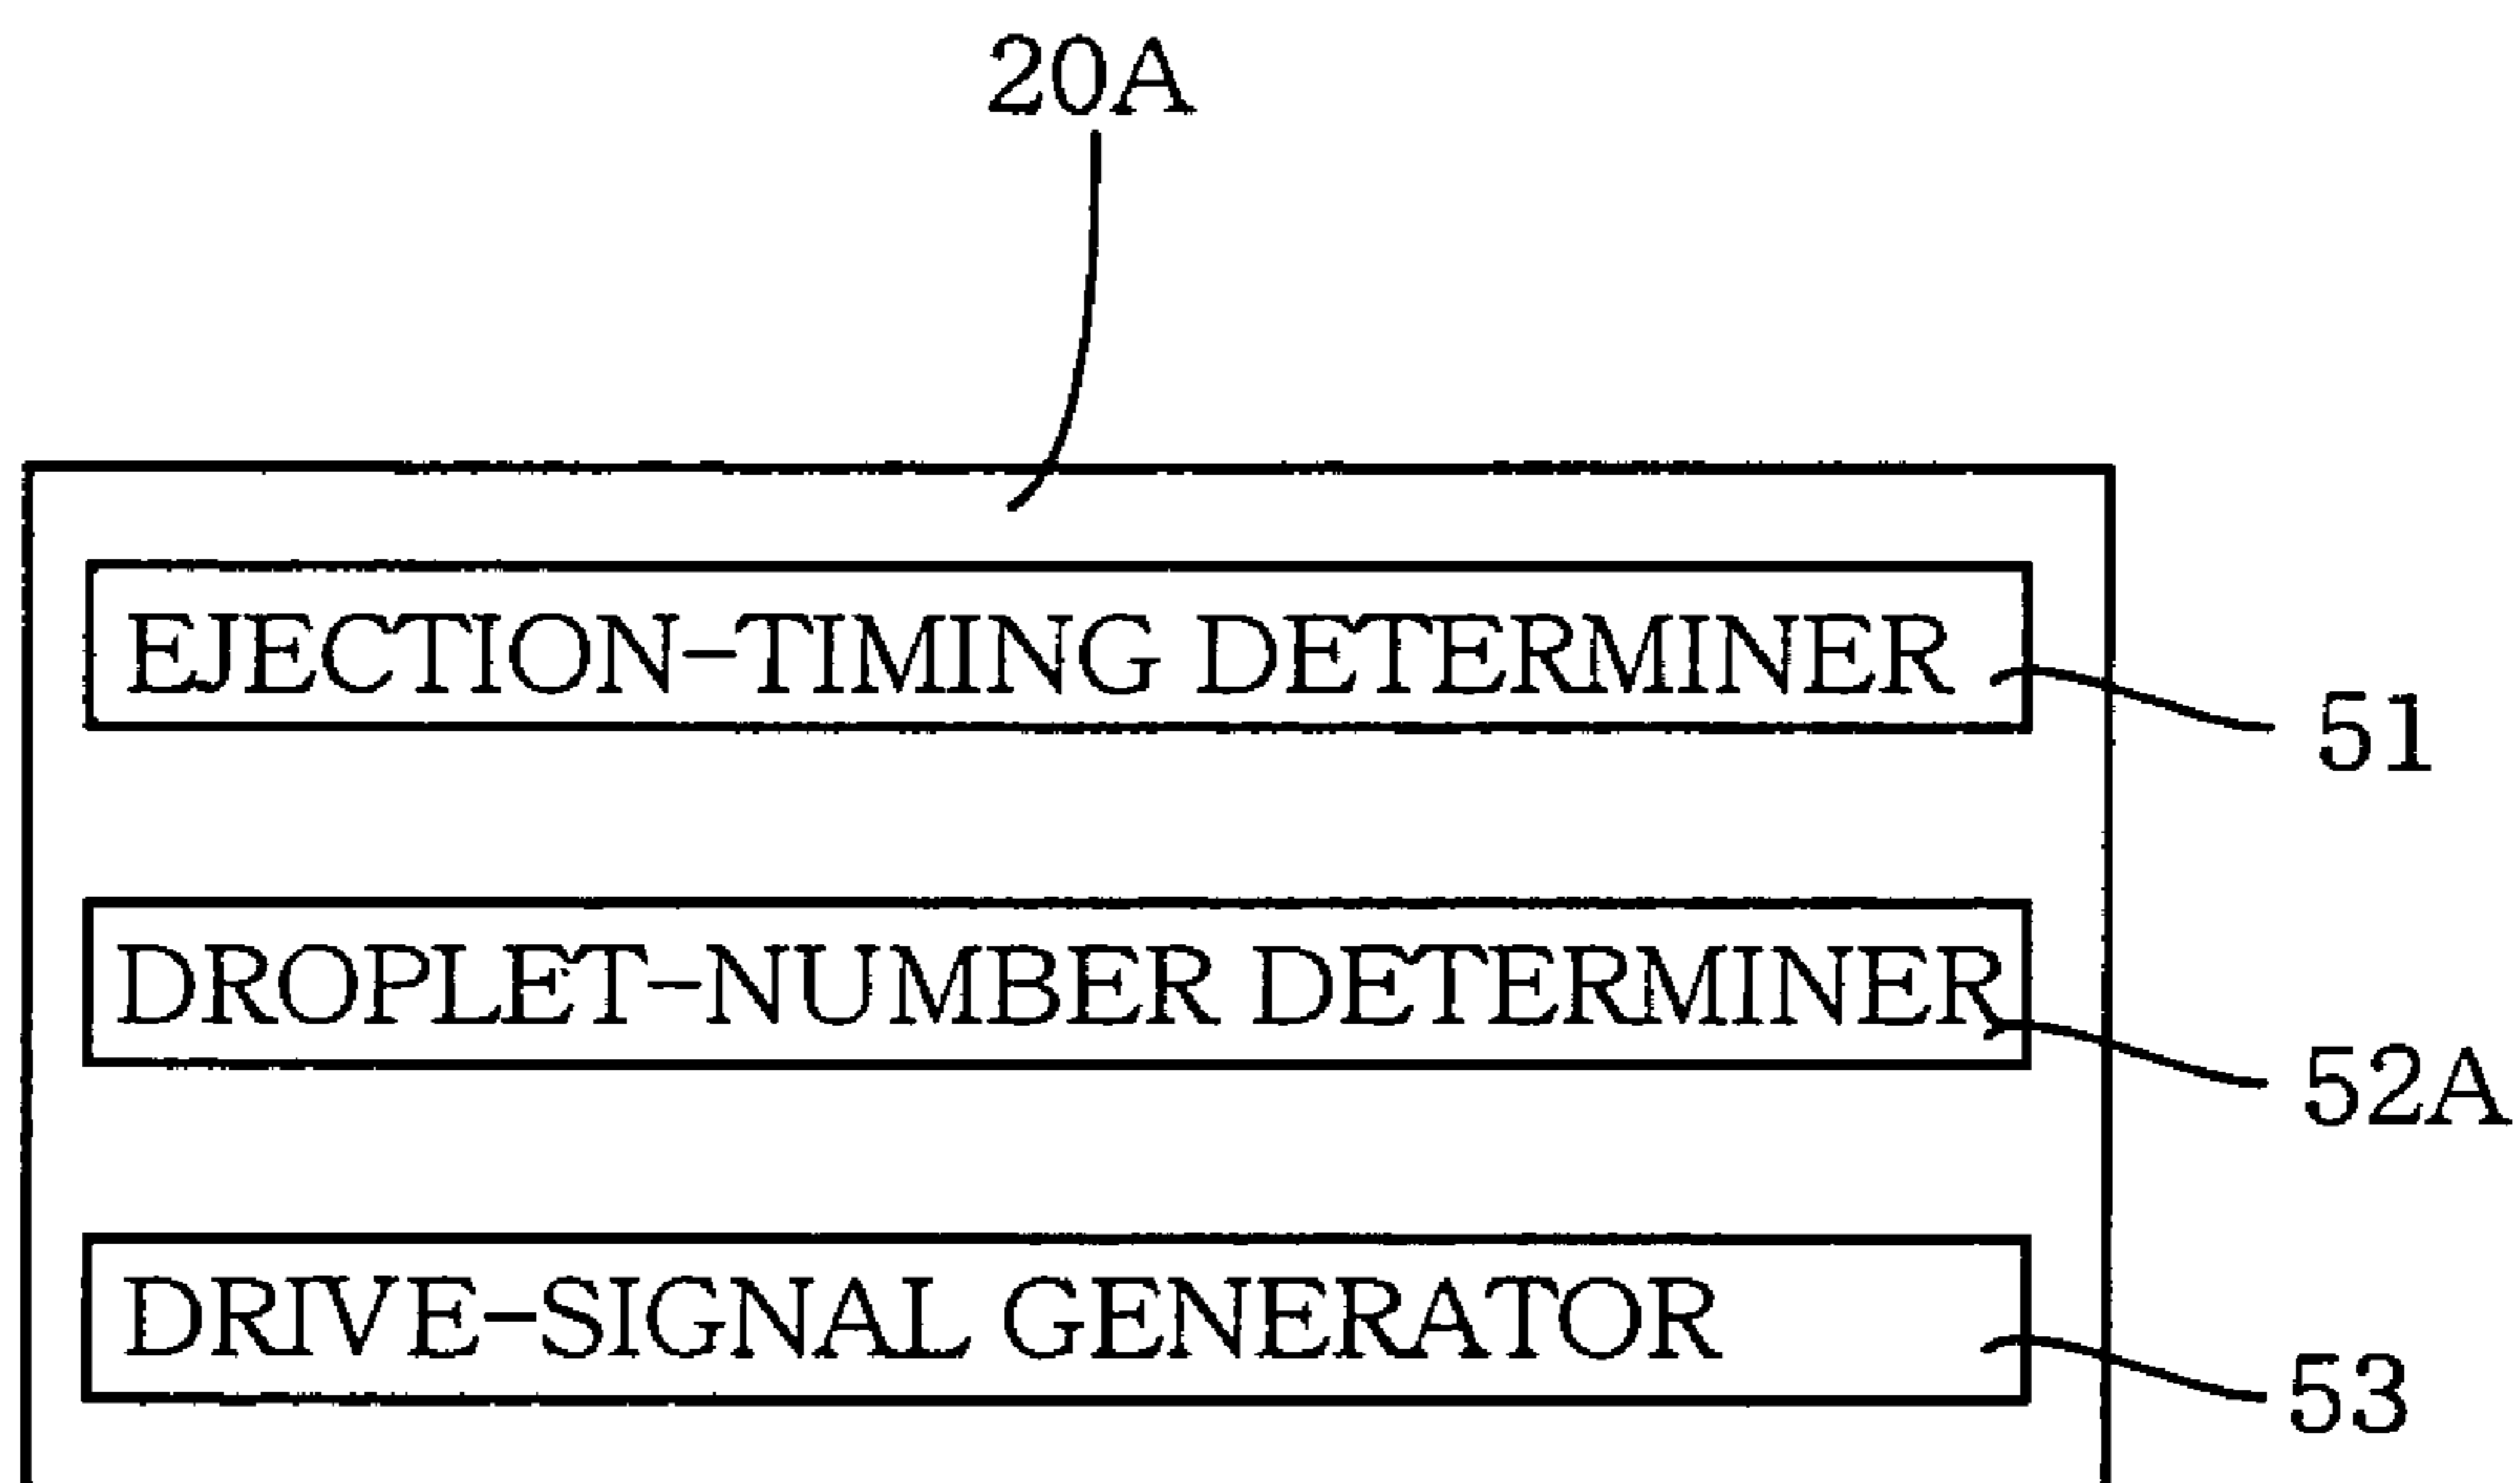 20A
EJECTION-TIMING DETERMINER
51
DROPLET-NUMBER DETERMINER
52A
DRIVE-SIGNAL GENERATOR
53